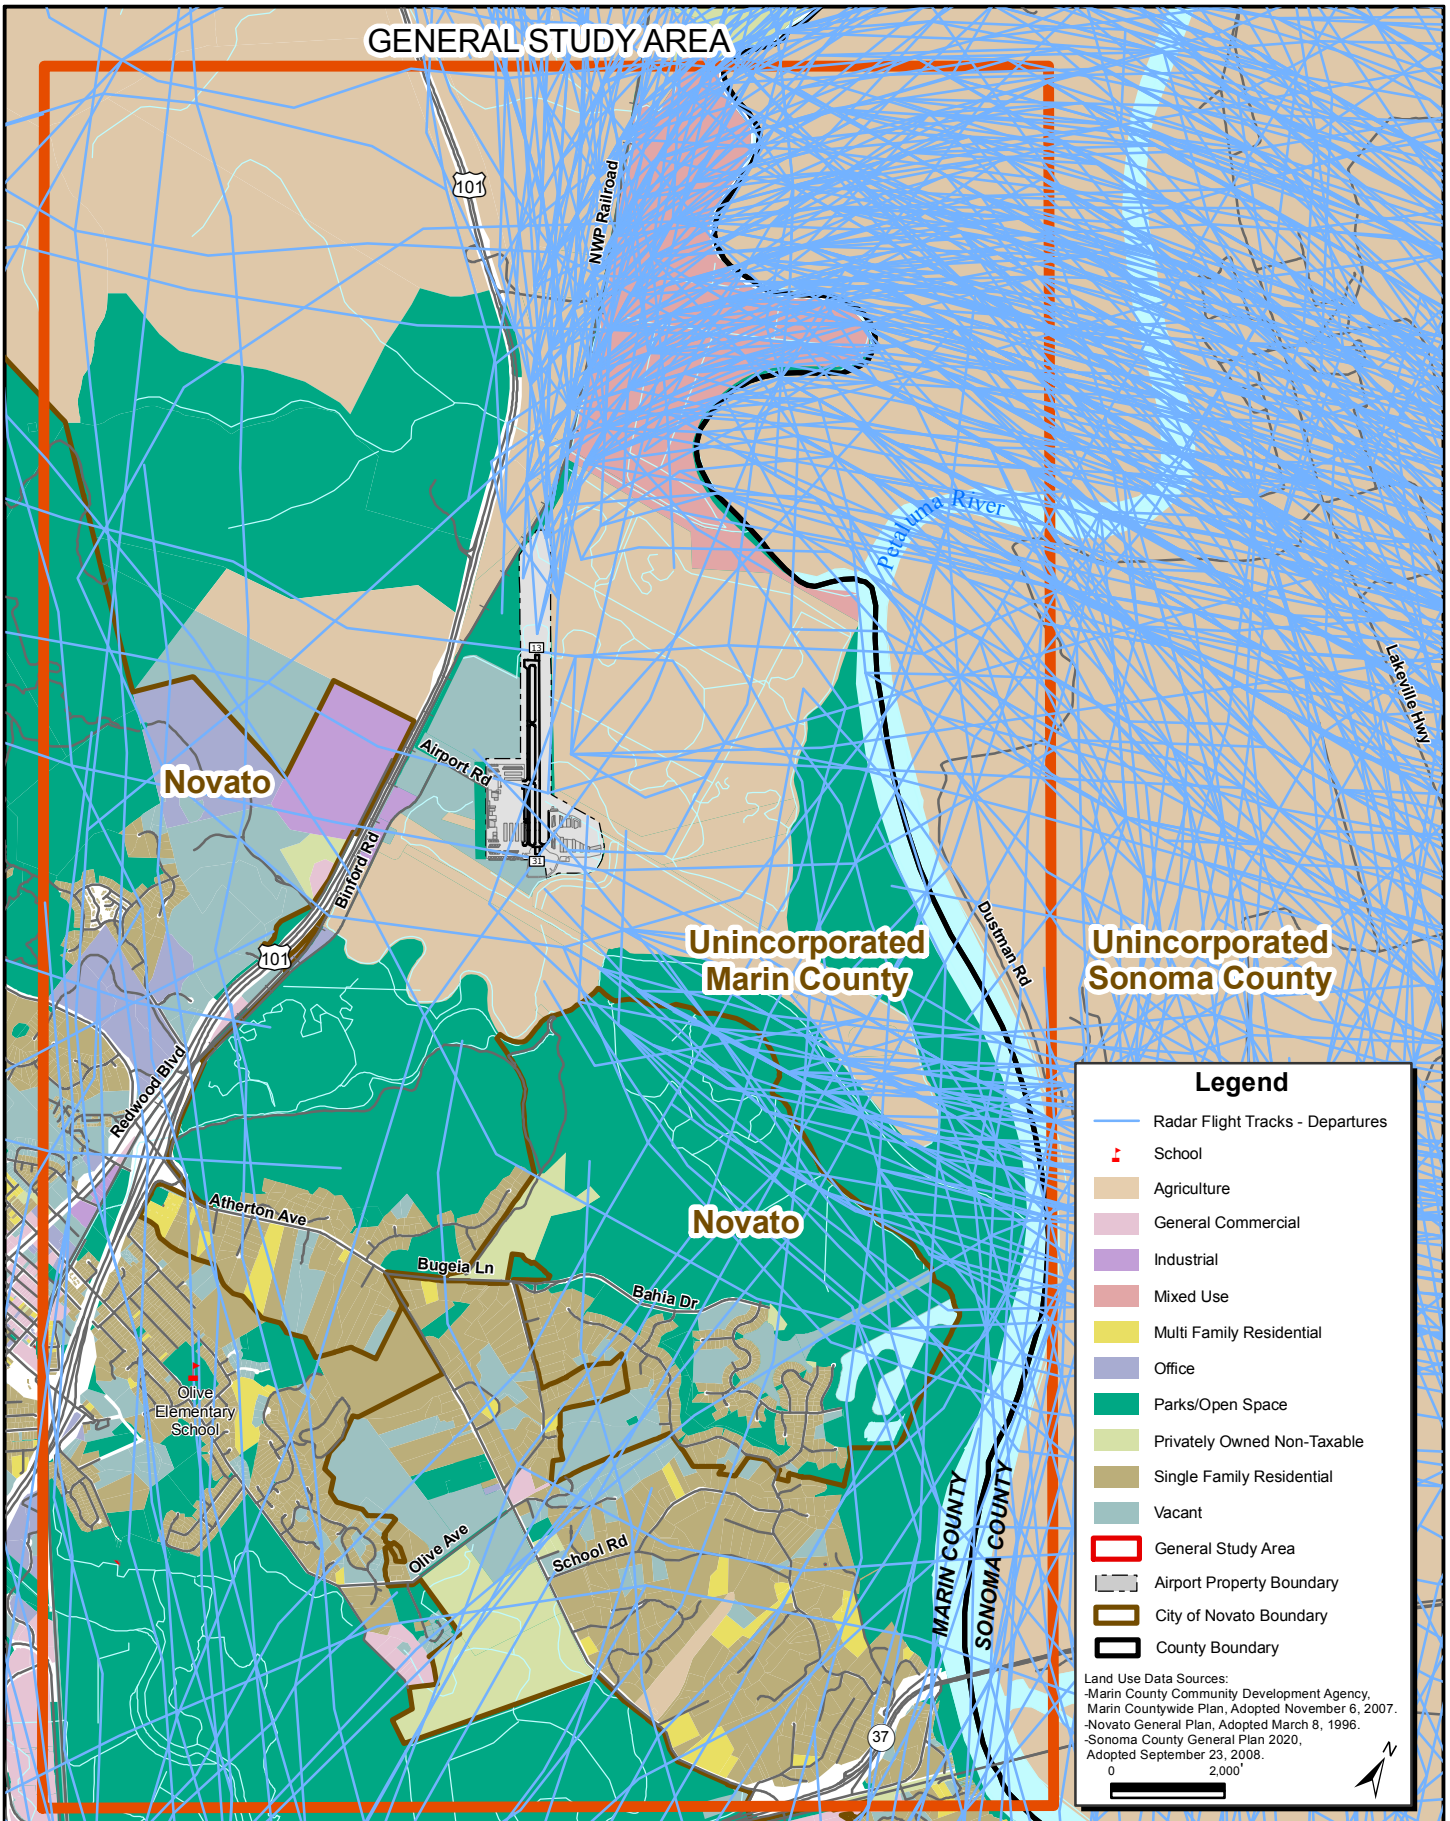 GENERAL STUDY AREA
101
NWP Railroad
Petaluma River
Lakeville Hwy
13
Airport Rd
Novato
31
Binford Rd
101
Unincorporated
Marin County
Dustman Rd
Unincorporated
Sonoma County
Redwood Blvd
Atherton Ave
Novato
Bugeia Ln
Bahia Dr
Olive
Elementary
School
Olive Ave
School Rd
MARIN COUNTY
SONOMA COUNTY
37
Legend
Radar Flight Tracks - Departures
School
Agriculture
General Commercial
Industrial
Mixed Use
Multi Family Residential
Office
Parks/Open Space
Privately Owned Non-Taxable
Single Family Residential
Vacant
General Study Area
Airport Property Boundary
City of Novato Boundary
County Boundary
Land Use Data Sources:
-Marin County Community Development Agency,
Marin Countywide Plan, Adopted November 6, 2007.
-Novato General Plan, Adopted March 8, 1996.
-Sonoma County General Plan 2020,
Adopted September 23, 2008.
0 2,000'
N